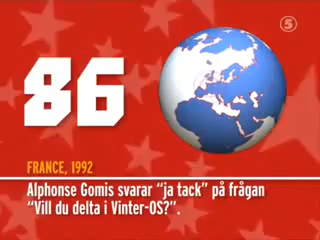 5
86
FRANCE, 1992
Alphonse Gomis svarar "ja tack" på frågan
"Vill du delta i Vinter-OS?".